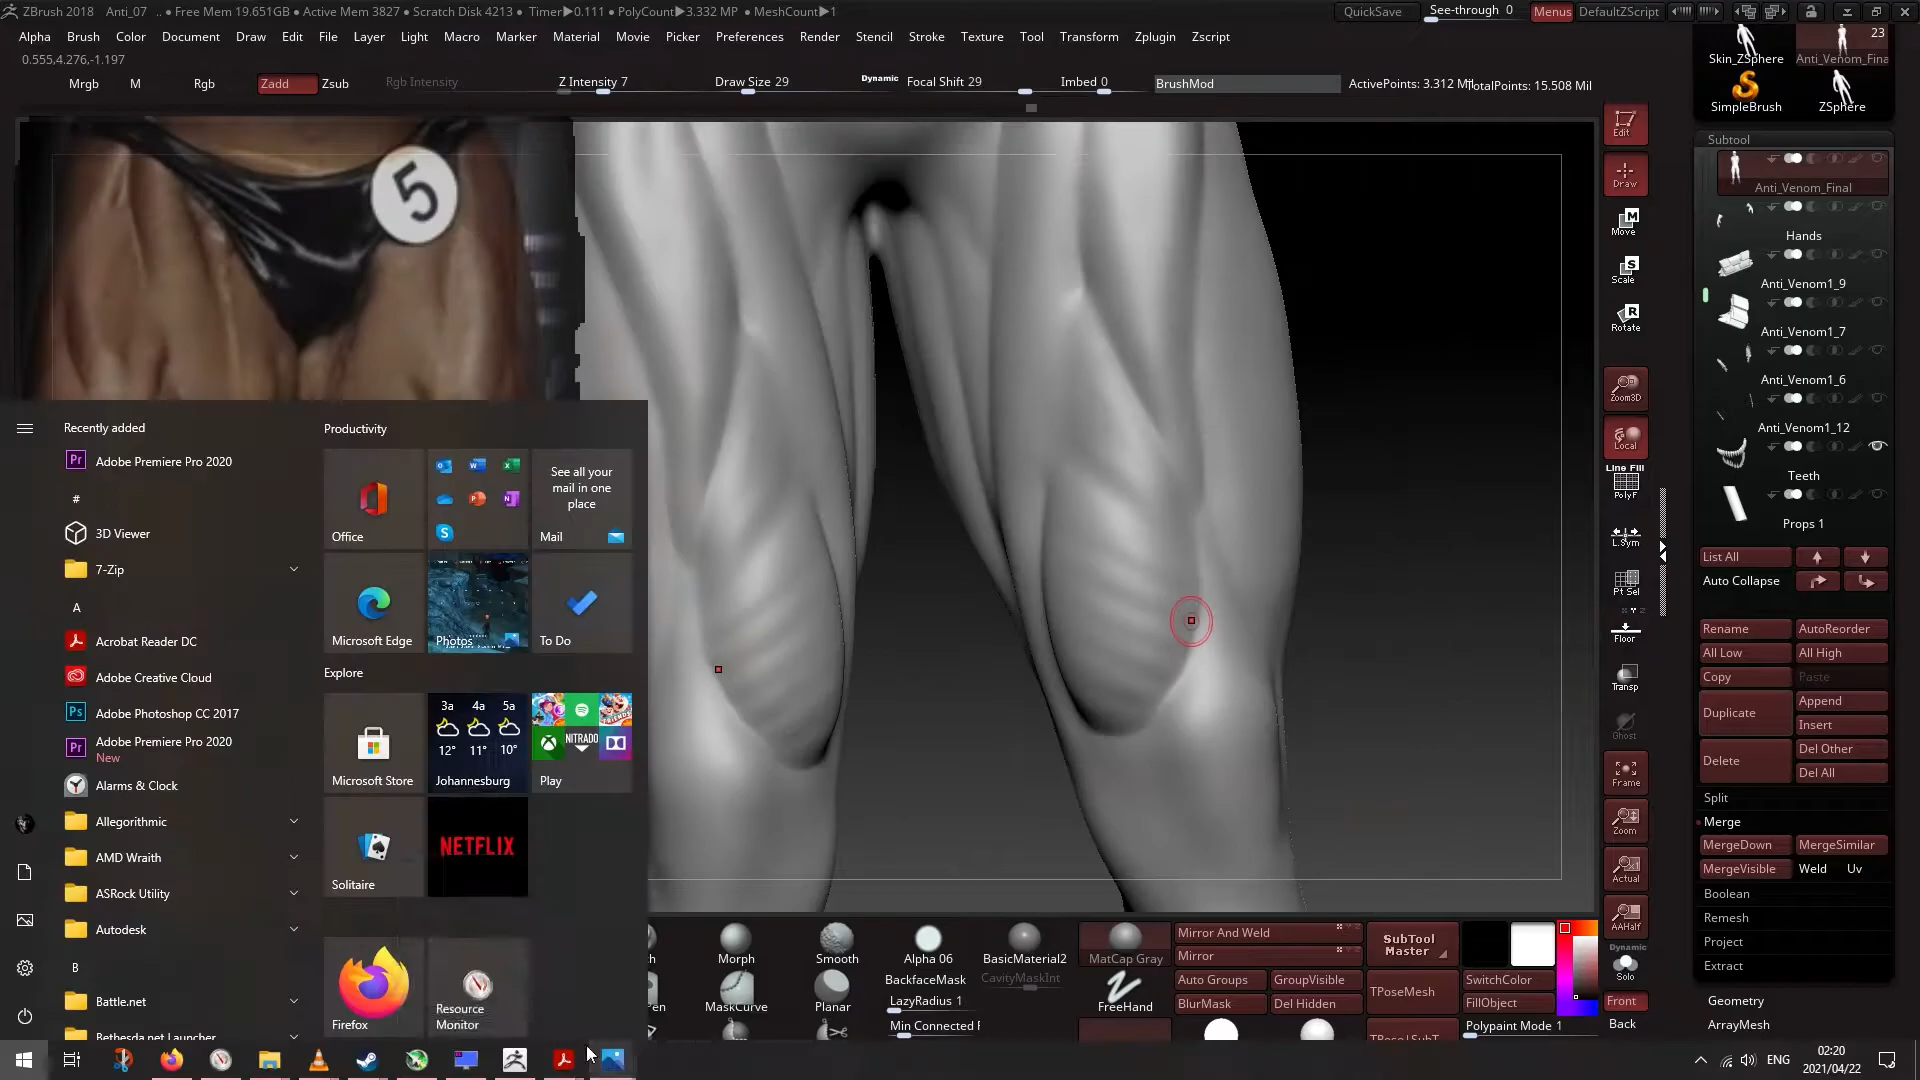 ZBrush 2018 Anti_07 .. • Free Mem 19.651GB • Active Mem 3827 • Scratch Disk 4213 • Timer▶0.111 • PolyCount▶3.332 MP • MeshCount▶1
QuickSave See-through 0 Menus DefaultZScript
Alpha Brush Color Document Draw Edit File Layer Light Macro Marker Material Movie Picker Preferences Render Stencil Stroke Texture Tool Transform Zplugin Zscript
0.555,4.276,-1.197
Mrgb M Rgb Zadd Zsub Rgb Intensity Z Intensity 7 Draw Size 29 Dynamic Focal Shift 29 Imbed 0 BrushMod ActivePoints: 3.312 Mil TotalPoints: 15.508 Mil
5
Recently added
Adobe Premiere Pro 2020
#
3D Viewer
7-Zip
A
Acrobat Reader DC
Adobe Creative Cloud
Adobe Photoshop CC 2017
Adobe Premiere Pro 2020
New
Alarms & Clock
Allegorithmic
AMD Wraith
ASRock Utility
Autodesk
B
Battle.net
Bethesda.net Launcher
Productivity
Office
See all your
mail in one
place
Mail
Microsoft Edge
Photos
To Do
Explore
Microsoft Store
3a 4a 5a
12° 11° 10°
Johannesburg
NITRADO
Play
Solitaire
NETFLIX
Firefox
Resource
Monitor
Morph
Smooth
MaskCurve
Planar
Alpha 06
BackfaceMask
LazyRadius 1
BasicMaterial2
CavityMaskInt
MatCap Gray
FreeHand
Mirror And Weld
Mirror
Auto Groups GroupVisible
BlurMask Del Hidden
SubTool
Master
TPoseMesh
SwitchColor
FillObject
Polypaint Mode 1
Edit
Draw
Move
Scale
Rotate
Zoom3D
Local
Line Fill
PolyF
L.Sym
Pt Sel
Floor
Transp
Ghost
Frame
Zoom
Actual
AAHalf
Dynamic
Solo
Front
Back
23
Skin_ZSphere Anti_Venom_Fina
SimpleBrush ZSphere
Subtool
Anti_Venom_Final
Hands
Anti_Venom1_9
Anti_Venom1_7
Anti_Venom1_6
Anti_Venom1_12
Teeth
Props 1
List All
Auto Collapse
Rename AutoReorder
All Low All High
Copy Paste
Duplicate Append
Insert
Delete Del Other
Del All
Split
Merge
MergeDown MergeSimilar
MergeVisible Weld Uv
Boolean
Remesh
Project
Extract
Geometry
ArrayMesh
ENG
02:20
2021/04/22